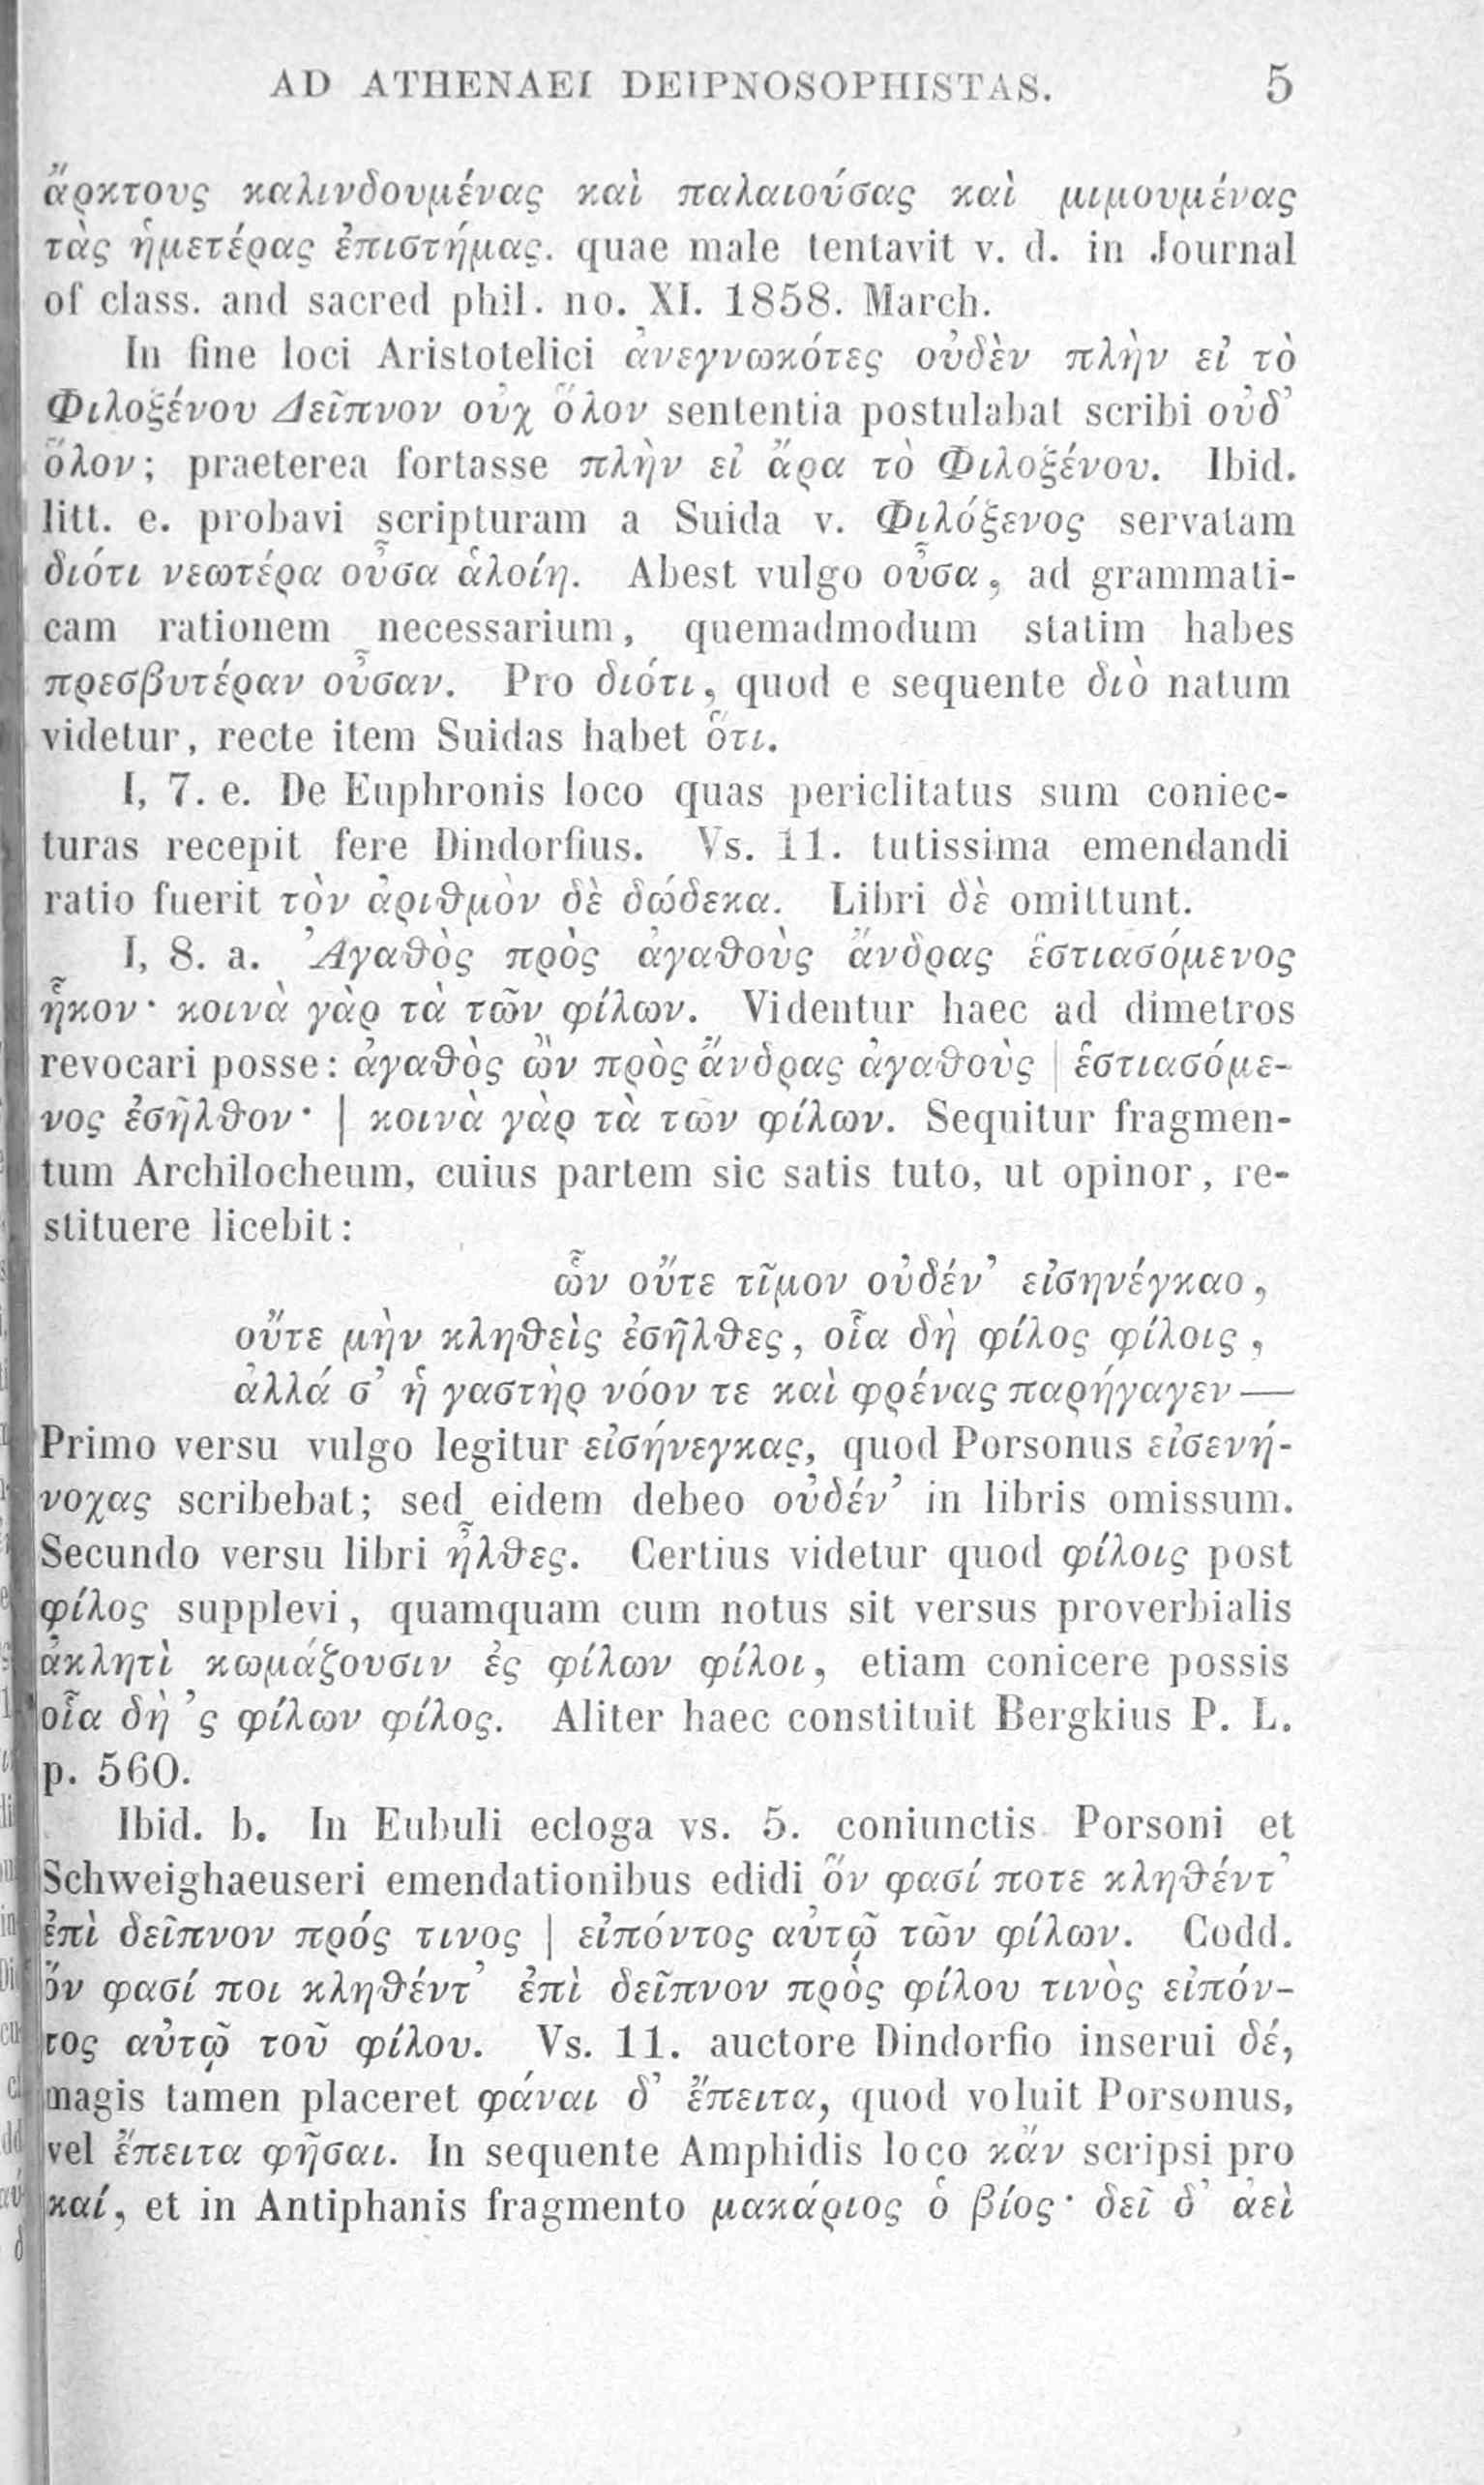 AD ATHENAEI DEIPNOSOPHISTAS. 5
ἄρκτους καλινδουμένας καὶ παλαιούσας καὶ μιμουμένας
τὰς ἡμετέρας ἐπιστήμας. quae male tentavit v. d. in Journal
of class. and sacred phil. no. XI. 1858. March.
In fine loci Aristotelici ἀνεγνωκότες οὐδὲν πλὴν εἰ τὸ
Φιλοξένου Δεῖπνον οὐχ ὅλον sententia postulabat scribi οὐδ’
ὅλον; praeterea fortasse πλὴν εἰ ἄρα τὸ Φιλοξένου. Ibid.
litt. e. probavi scripturam a Suida v. Φιλόξενος servatam
διότι νεωτέρα οὖσα ἁλοίη. Abest vulgo οὖσα, ad grammati-
cam rationem necessarium, quemadmodum statim habes
πρεσβυτέραν οὖσαν. Pro διότι, quod e sequente διὸ natum
videtur, recte item Suidas habet ὅτι.
I, 7. e. De Euphronis loco quas periclitatus sum coniec-
turas recepit fere Dindorfius. Vs. 11. tutissima emendandi
ratio fuerit τὸν ἀριθμὸν δὲ δώδεκα. Libri δὲ omittunt.
I, 8. a. Ἀγαθὸς πρὸς ἀγαθοὺς ἄνδρας ἑστιασόμενος
ἧκον· κοινὰ γὰρ τὰ τῶν φίλων. Videntur haec ad dimetros
revocari posse: ἀγαθὸς ὢν πρὸς ἄνδρας ἀγαθοὺς | ἑστιασόμε-
νος ἐσῆλθον· | κοινὰ γὰρ τὰ τῶν φίλων. Sequitur fragmen-
tum Archilocheum, cuius partem sic satis tuto, ut opinor, re-
stituere licebit:
ὧν οὔτε τῖμον οὐδέν’ εἰσηνέγκαο,
οὔτε μὴν κληθεὶς ἐσῆλθες, οἷα δὴ φίλος φίλοις,
ἀλλά σ’ ἡ γαστὴρ νόον τε καὶ φρένας παρήγαγεν —
Primo versu vulgo legitur εἰσήνεγκας, quod Porsonus εἰσενή-
νοχας scribebat; sed eidem debeo οὐδέν’ in libris omissum.
Secundo versu libri ἦλθες. Certius videtur quod φίλοις post
φίλος supplevi, quamquam cum notus sit versus proverbialis
ἀκλητὶ κωμάζουσιν ἐς φίλων φίλοι, etiam conicere possis
οἷα δὴ ’ς φίλων φίλος. Aliter haec constituit Bergkius P. L.
p. 560.
Ibid. b. In Eubuli ecloga vs. 5. coniunctis Porsoni et
Schweighaeuseri emendationibus edidi ὅν φασί ποτε κληθέντ’
ἐπὶ δεῖπνον πρός τινος | εἰπόντος αὐτῷ τῶν φίλων. Codd.
ὅν φασί ποι κληθέντ’ ἐπὶ δεῖπνον πρὸς φίλου τινὸς εἰπόν-
τος αὐτῷ τοῦ φίλου. Vs. 11. auctore Dindorfio inserui δέ,
magis tamen placeret φάναι δ’ ἔπειτα, quod voluit Porsonus,
vel ἔπειτα φῆσαι. In sequente Amphidis loco κἂν scripsi pro
καί, et in Antiphanis fragmento μακάριος ὁ βίος· δεῖ δ’ ἀεὶ